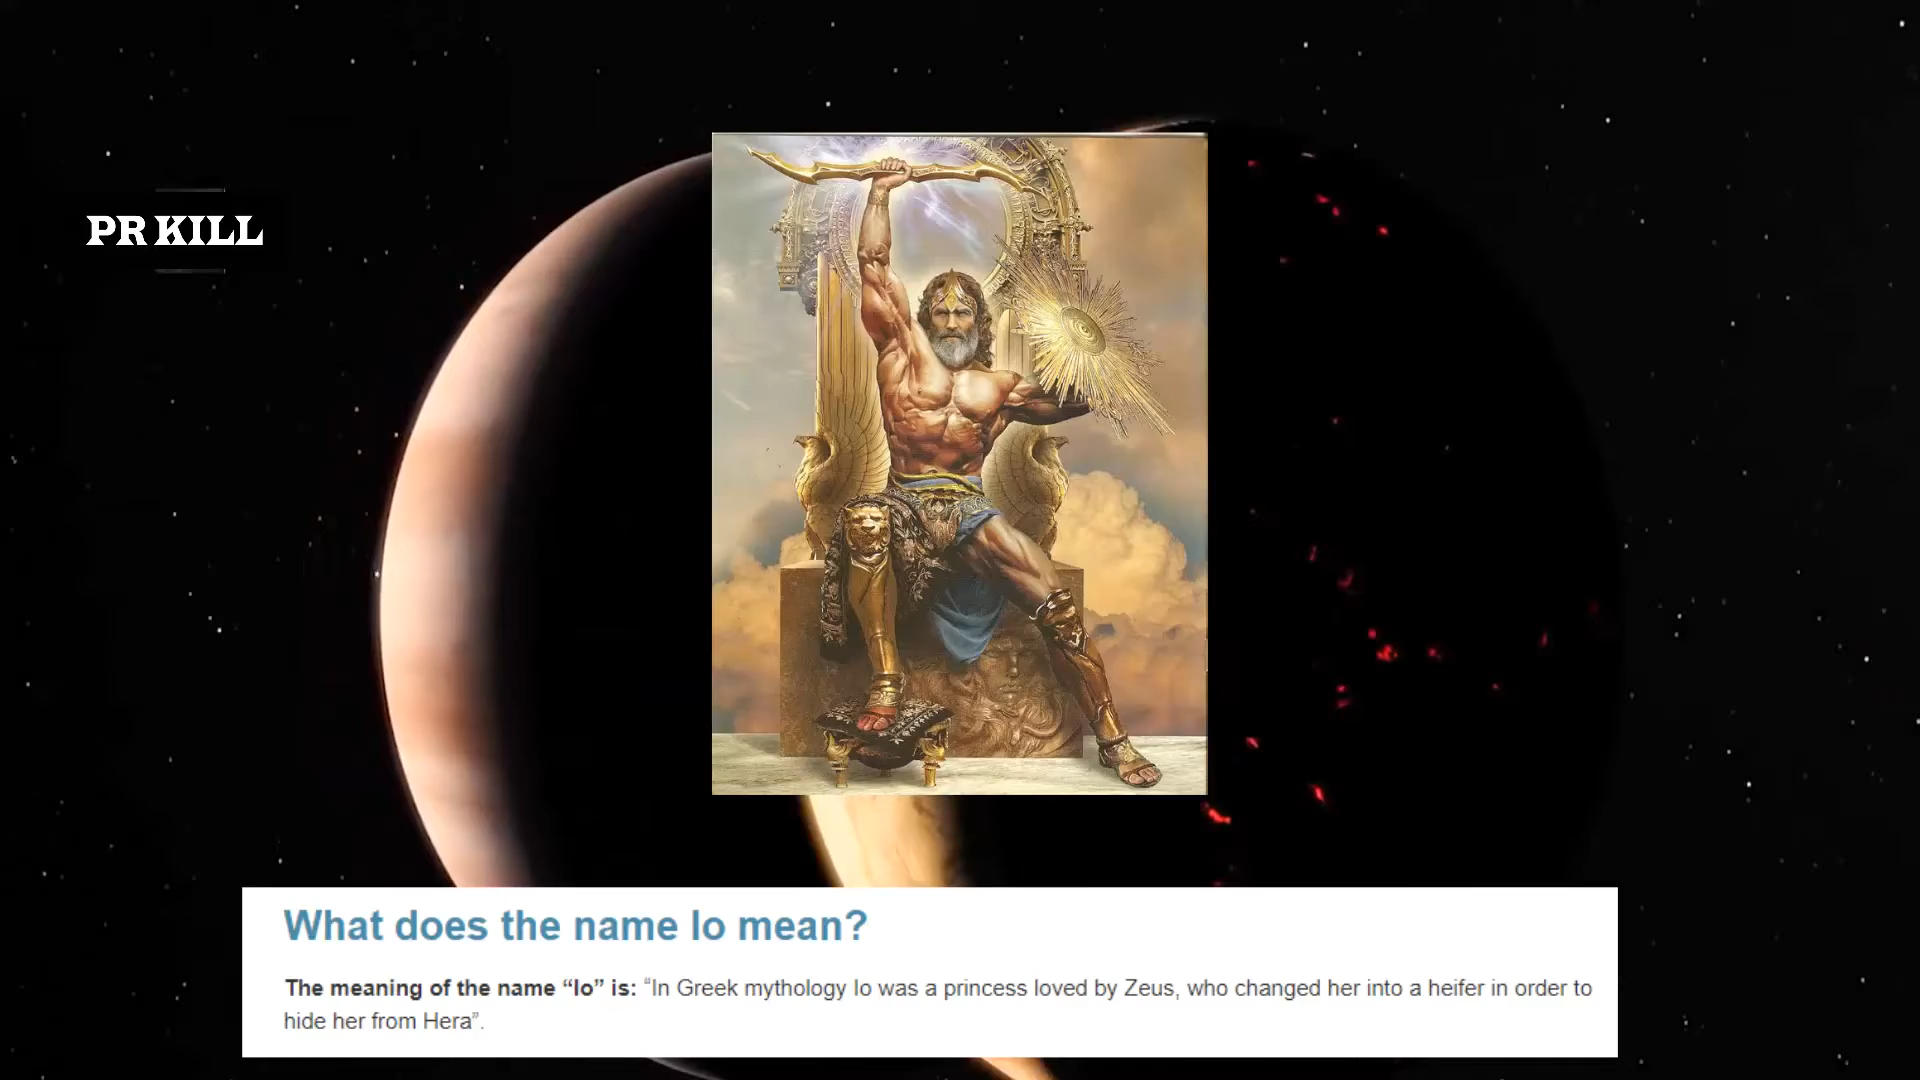 PR KILL
What does the name Io mean?
The meaning of the name “Io” is: “In Greek mythology Io was a princess loved by Zeus, who changed her into a heifer in order to
hide her from Hera”.